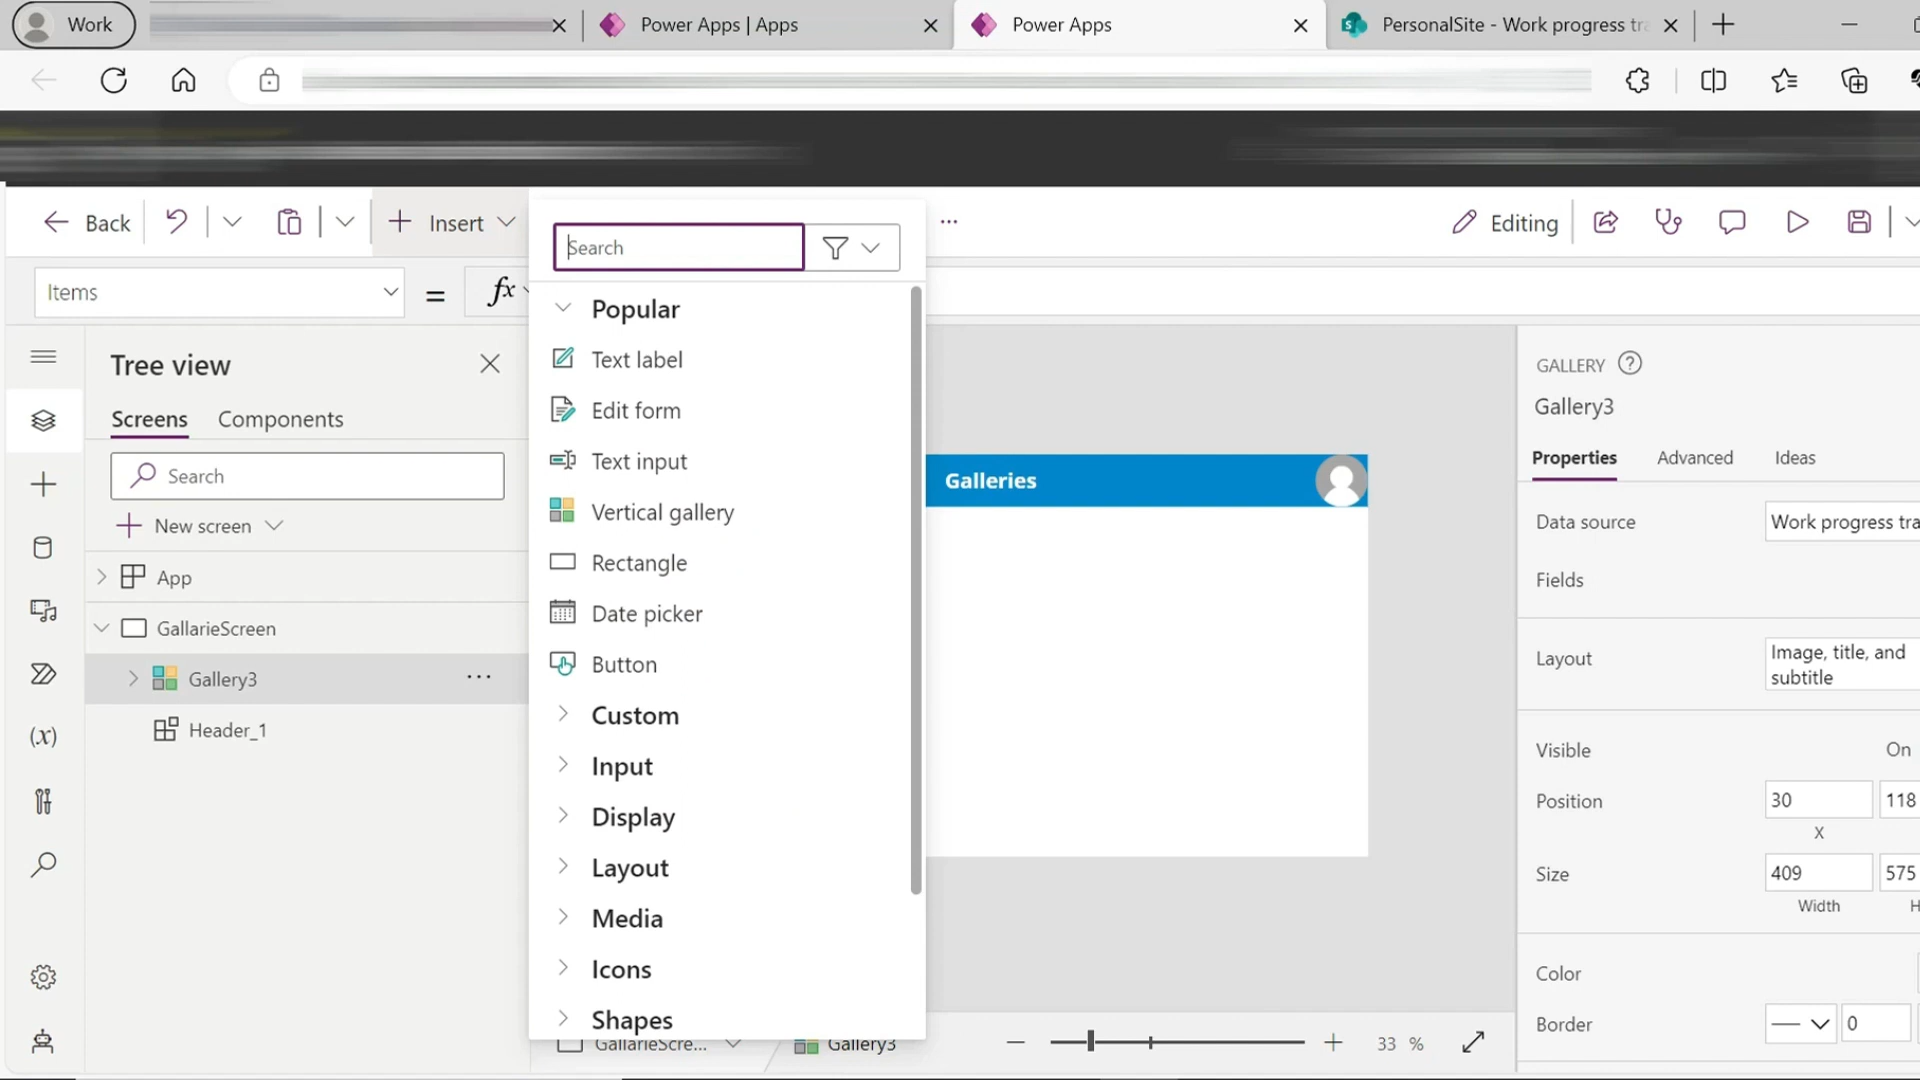 Work
Power Apps | Apps
Power Apps
PersonalSite - Work progress tr
Back
Insert
...
Editing
Items
=
fx
Search
Popular
Text label
Edit form
Text input
Vertical gallery
Rectangle
Date picker
Button
Custom
Input
Display
Layout
Media
Icons
Shapes
Tree view
Screens
Components
Search
New screen
App
GallarieScreen
Gallery3
...
Header_1
(x)
Galleries
GALLERY
Gallery3
Properties
Advanced
Ideas
Data source
Work progress tra
Fields
Layout
Image, title, and
subtitle
Visible
On
Position
30
118
X
Size
409
575
Width
H
Color
Border
0
GallarieScre...
Gallery3
33 %